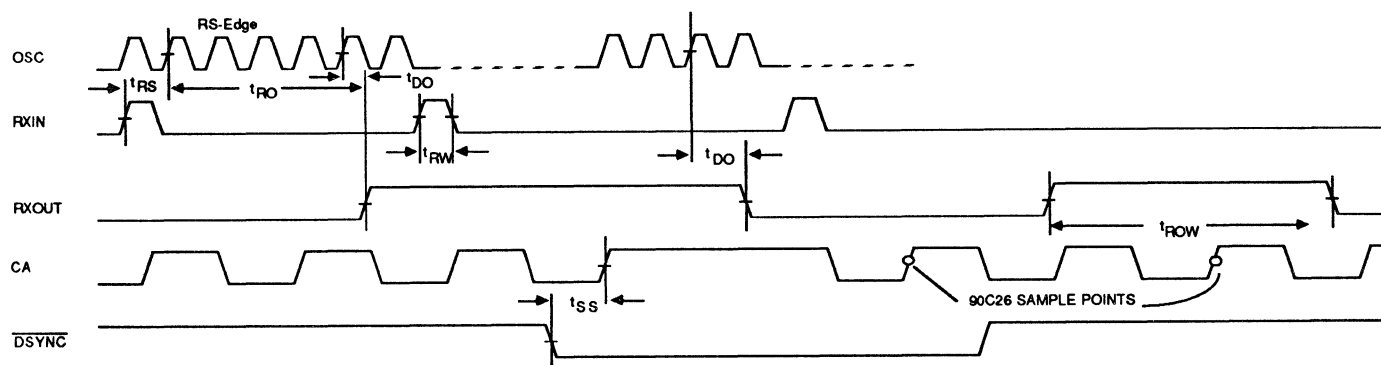 RS-Edge
OSC
tRS
tRO
tDO
RXIN
tRW
tDO
RXOUT
tROW
CA
90C26 SAMPLE POINTS
tSS
DSYNC